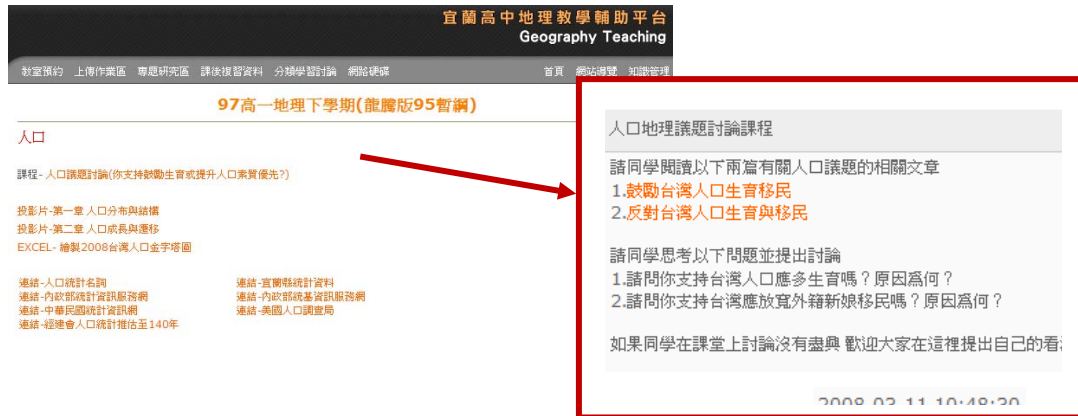 宜蘭高中地理教學輔助平台
Geography Teaching
教室預約 上傳作業區 專題研究區 課後複習資料 分類學習討論 網路硬碟 首頁 網站導覽 知識管理
97高一地理下學期(龍騰版95暫綱)
人口
課程- 人口議題討論(你支持鼓勵生育或提升人口素質優先?)
投影片-第一章 人口分布與結構
投影片-第二章 人口成長與遷移
EXCEL- 繪製2008台灣人口金字塔圖
連結-人口統計名詞 連結-宜蘭縣統計資料
連結-內政部統計資訊服務網 連結-內政部統基資訊服務網
連結-中華民國統計資訊網 連結-美國人口調查局
連結-經建會人口統計推估至140年
人口地理議題討論課程
請同學閱讀以下兩篇有關人口議題的相關文章
1.鼓勵台灣人口生育移民
2.反對台灣人口生育與移民
請同學思考以下問題並提出討論
1.請問你支持台灣人口應多生育嗎？原因為何？
2.請問你支持台灣應放寬外籍新娘移民嗎？原因為何？
如果同學在課堂上討論沒有盡興 歡迎大家在這裡提出自己的看
2008-03-11 10:48:30